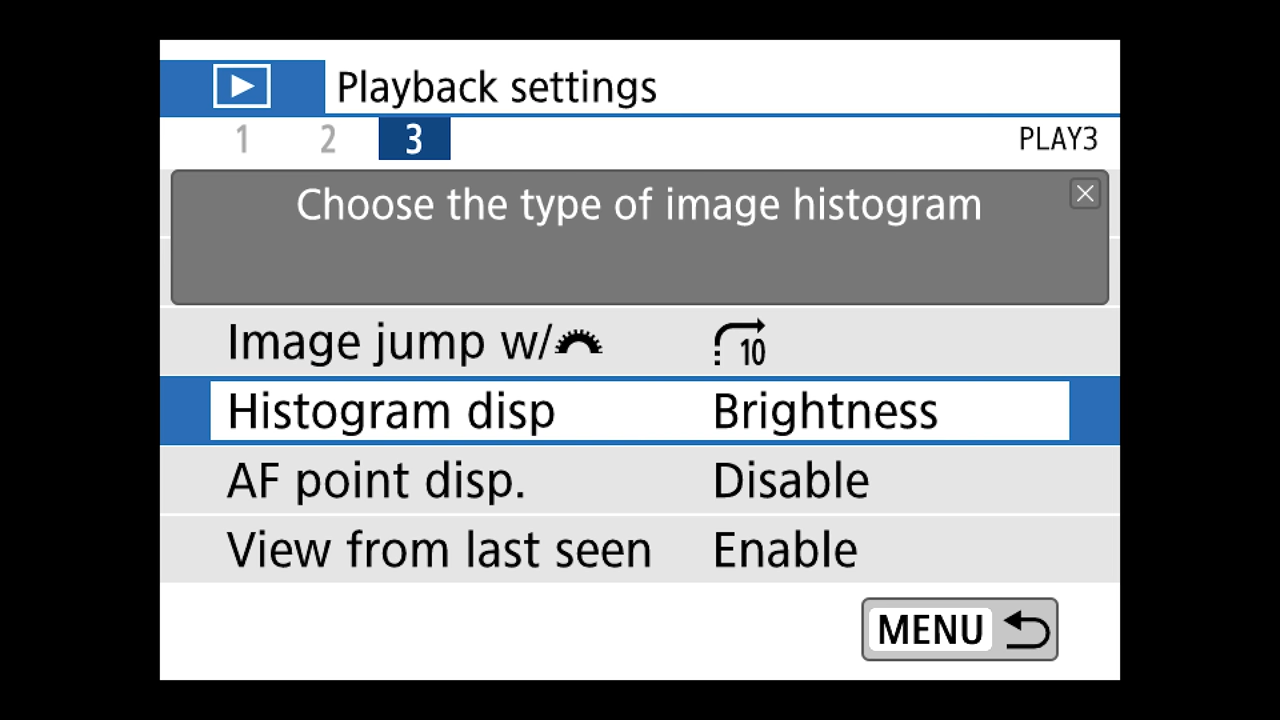 Playback settings
1 2 3 PLAY3
Choose the type of image histogram
Image jump w/ 10
Histogram disp Brightness
AF point disp. Disable
View from last seen Enable
MENU